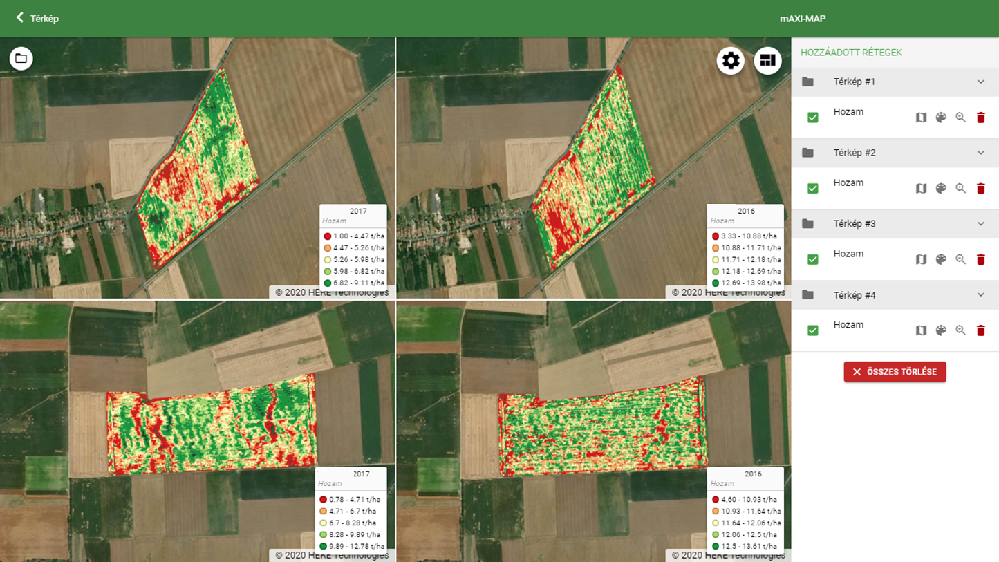 Térkép
mAXI-MAP
2017
Hozam
1.00 - 4.47 t/ha
4.47 - 5.26 t/ha
5.26 - 5.98 t/ha
5.98 - 6.82 t/ha
6.82 - 9.11 t/ha
© 2020 HERE Technologies
2016
Hozam
3.33 - 10.88 t/ha
10.88 - 11.71 t/ha
11.71 - 12.18 t/ha
12.18 - 12.69 t/ha
12.69 - 13.98 t/ha
© 2020 HERE Technologies
2017
Hozam
0.78 - 4.71 t/ha
4.71 - 6.7 t/ha
6.7 - 8.28 t/ha
8.28 - 9.89 t/ha
9.89 - 12.78 t/ha
© 2020 HERE Technologies
2016
Hozam
4.60 - 10.93 t/ha
10.93 - 11.64 t/ha
11.64 - 12.06 t/ha
12.06 - 12.5 t/ha
12.5 - 13.61 t/ha
© 2020 HERE Technologies
HOZZÁADOTT RÉTEGEK
Térkép #1
Hozam
Térkép #2
Hozam
Térkép #3
Hozam
Térkép #4
Hozam
ÖSSZES TÖRLÉSE